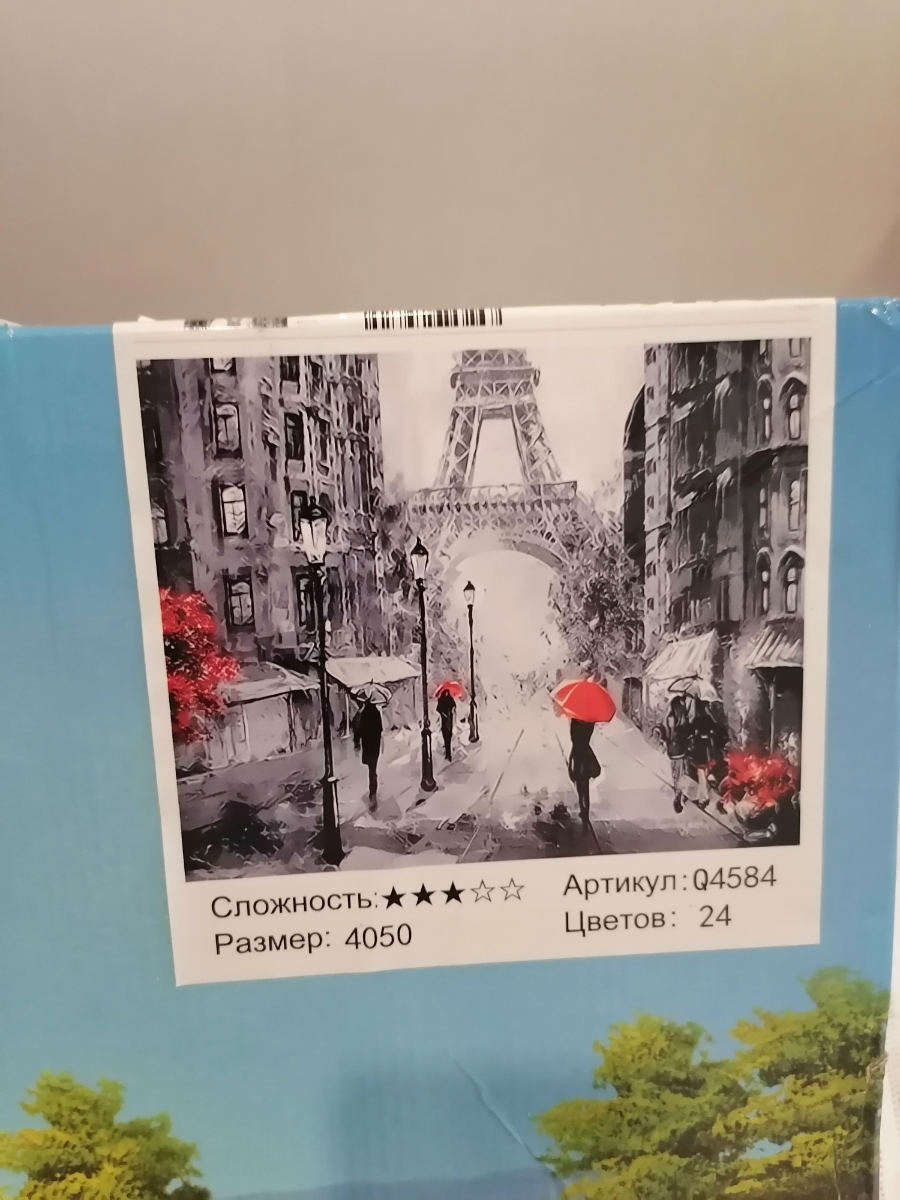 Сложность:★★★☆☆ Артикул:Q4584
Размер: 4050 Цветов: 24